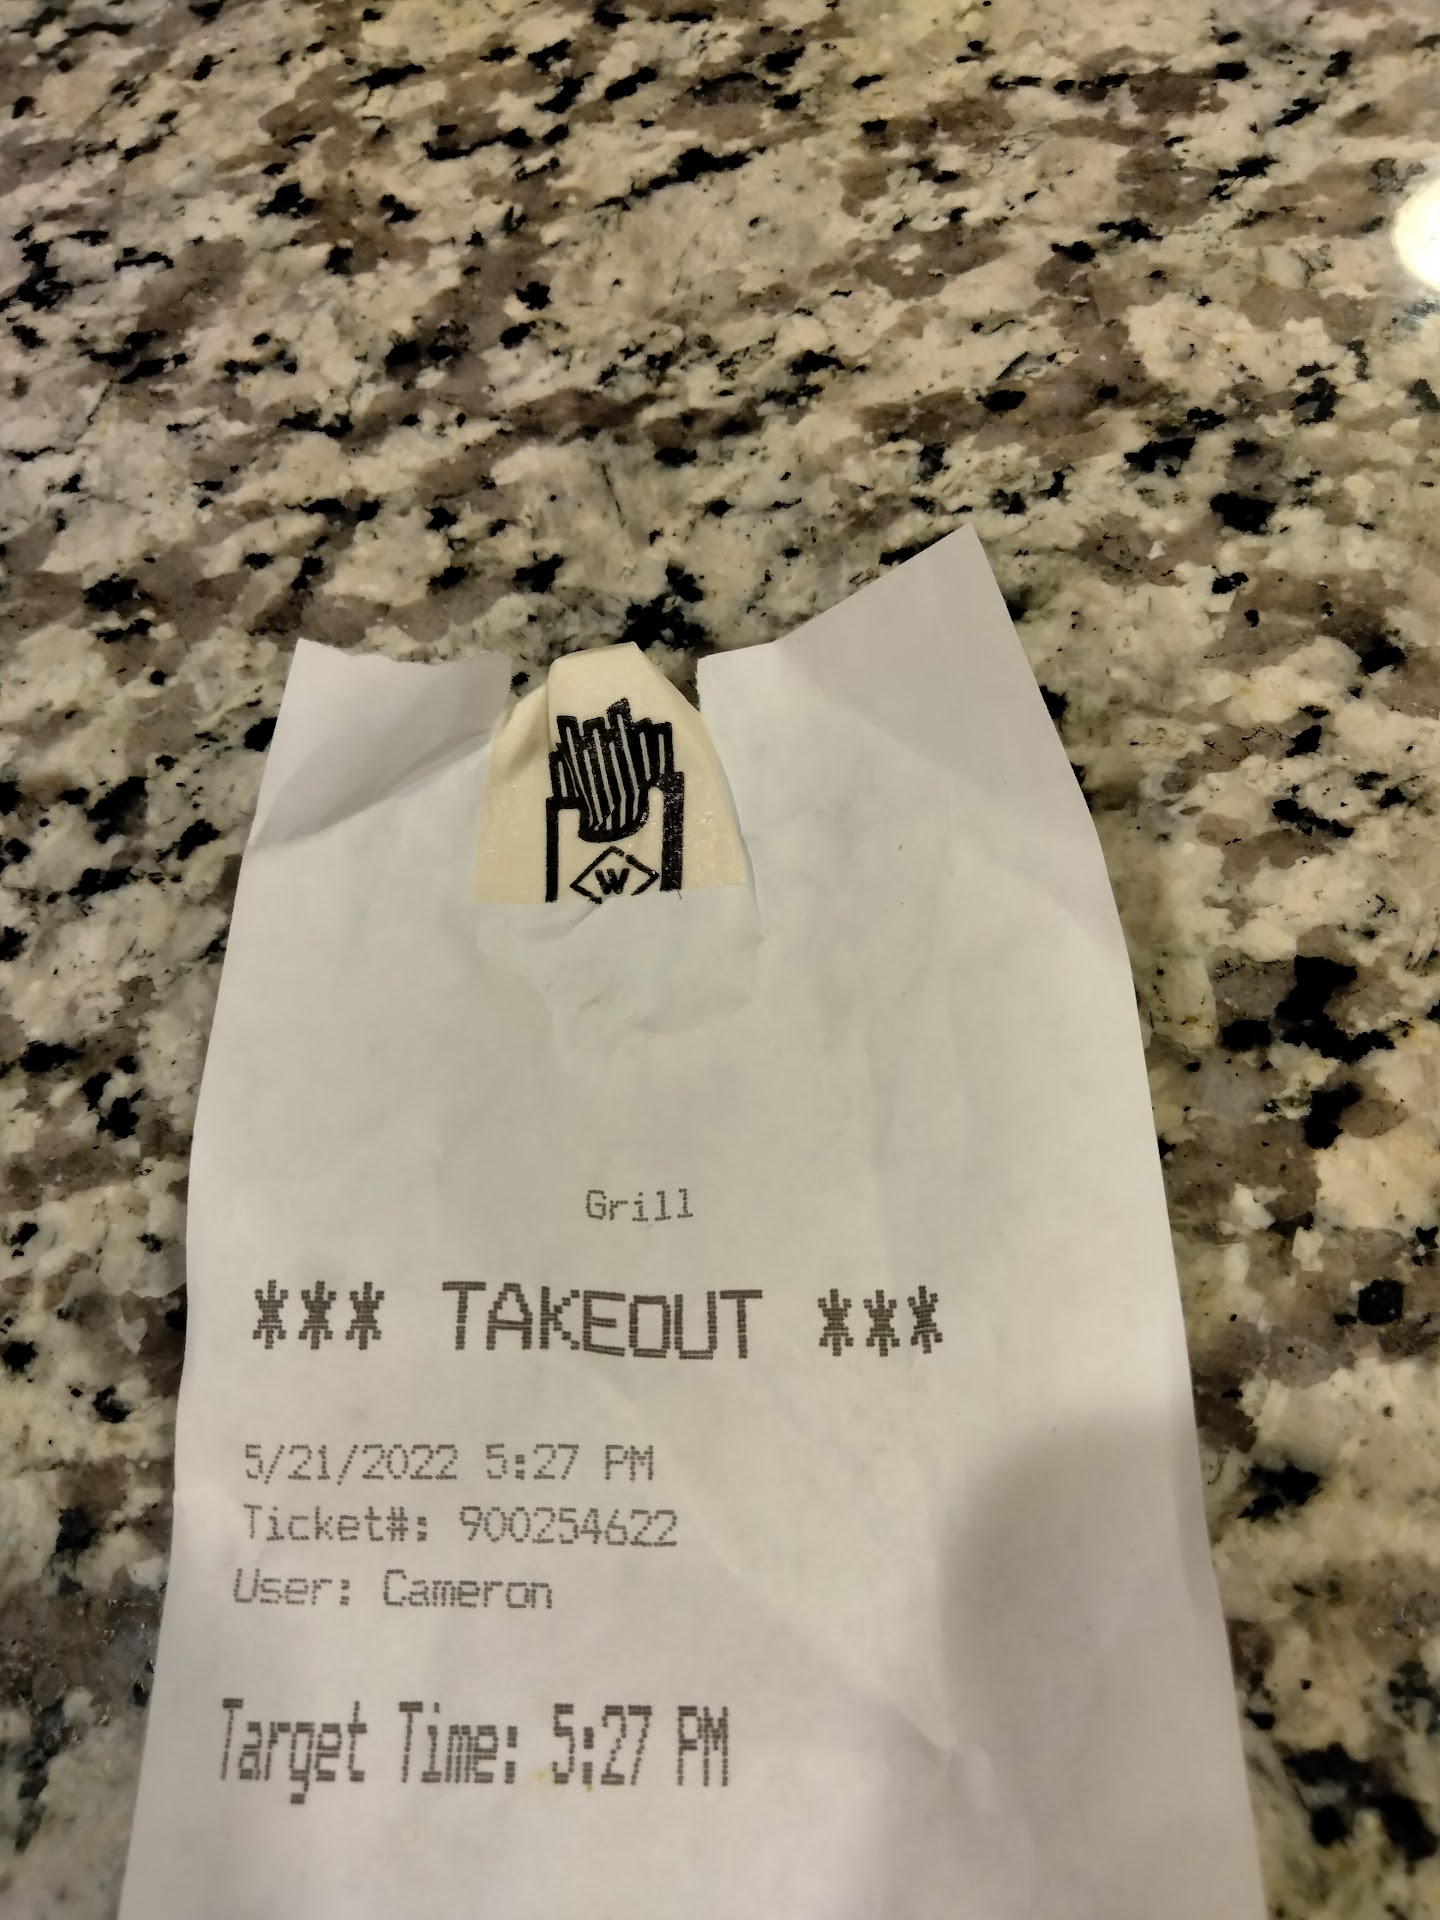 W
Grill
*** TAKEOUT ***
5/21/2022 5:27 PM
Ticket#: 900254622
User: Cameron
Target Time: 5:27 PM